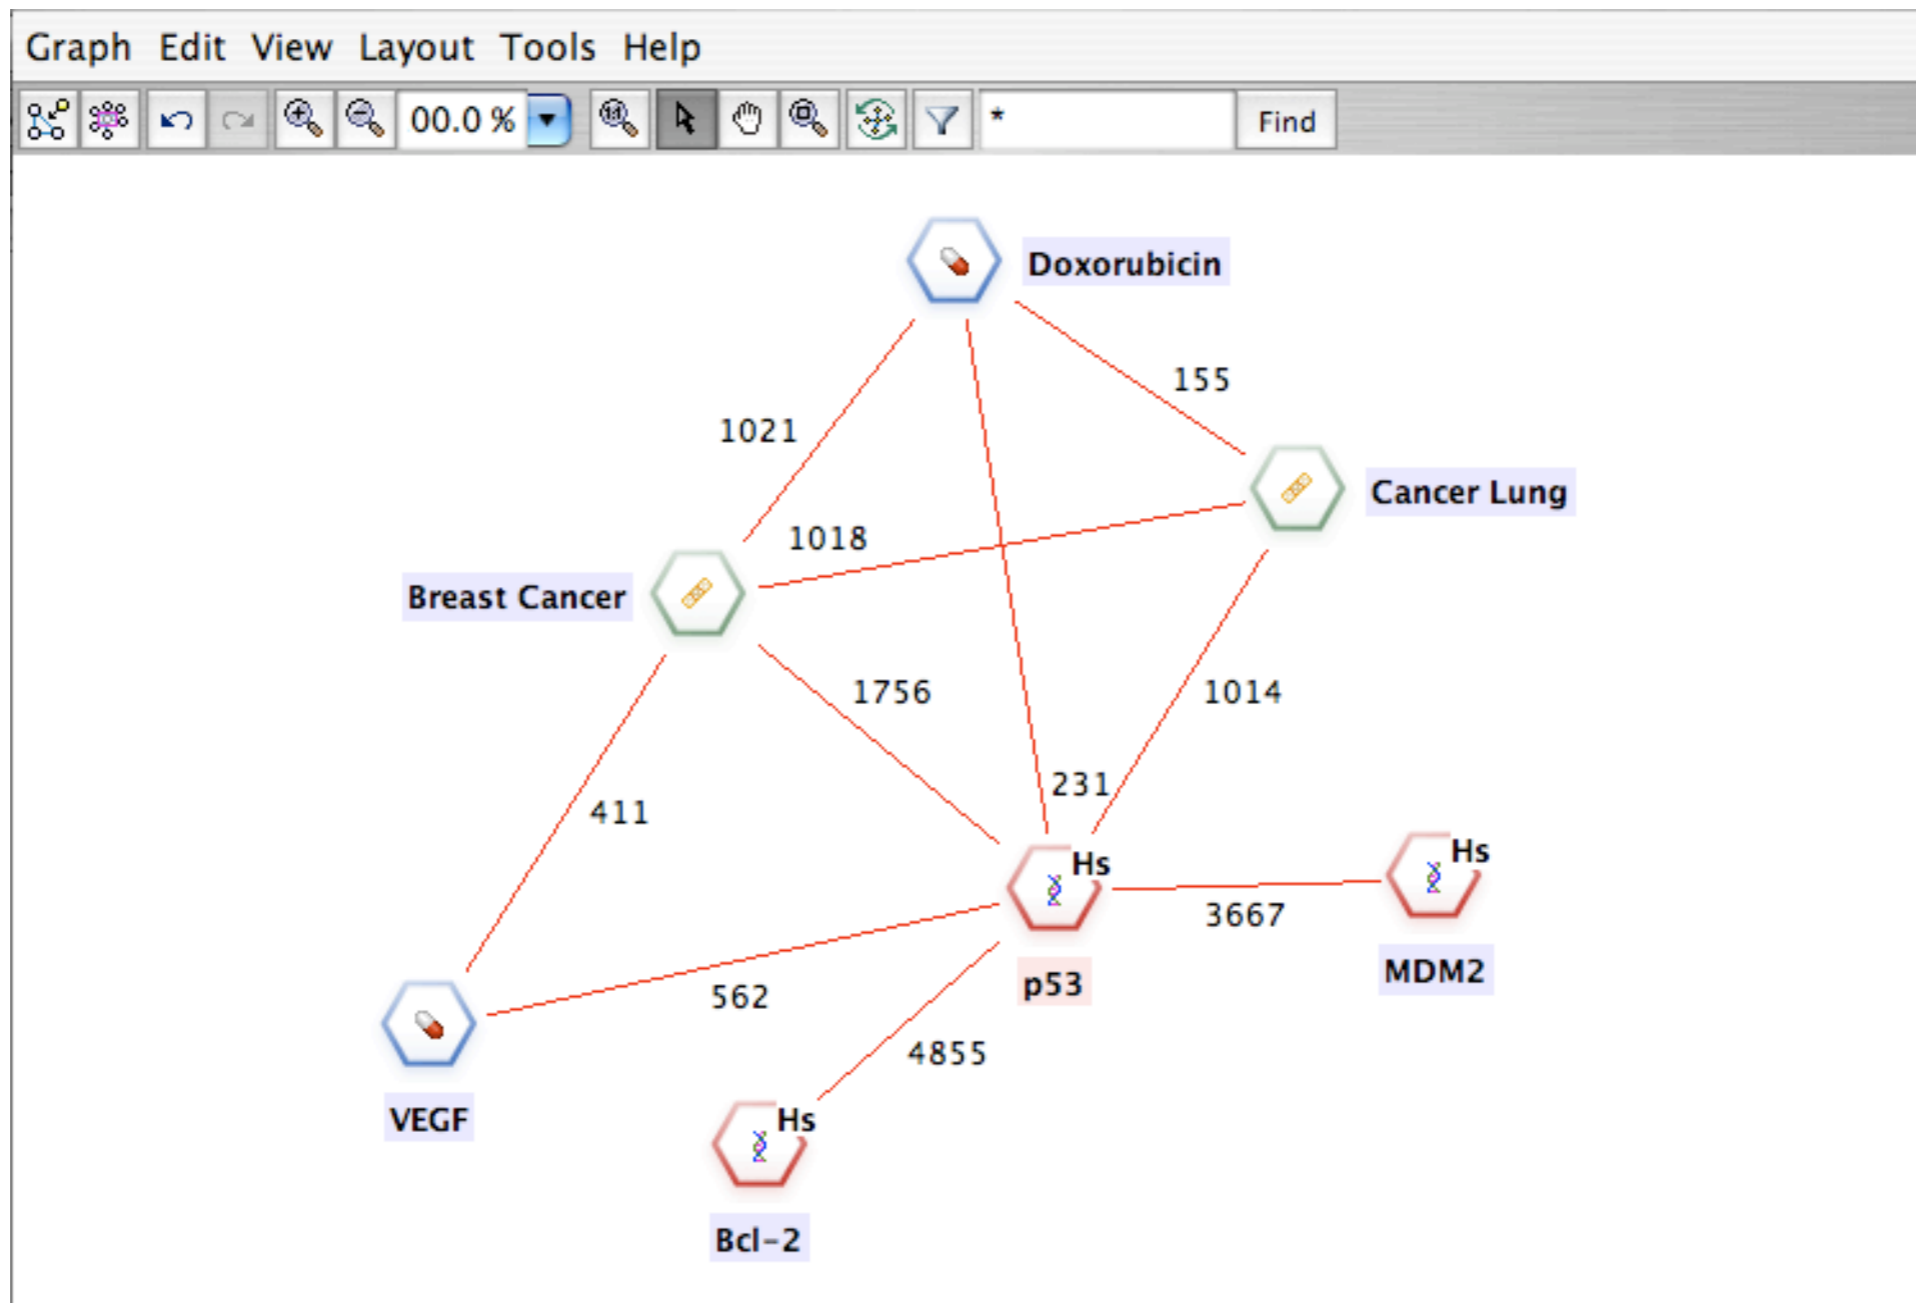 Graph Edit View Layout Tools Help
00.0 % * Find
Doxorubicin
155
1021
Cancer Lung
1018
Breast Cancer
1756
1014
231
411
Hs
Hs
3667
MDM2
p53
562
4855
VEGF
Hs
Bcl-2